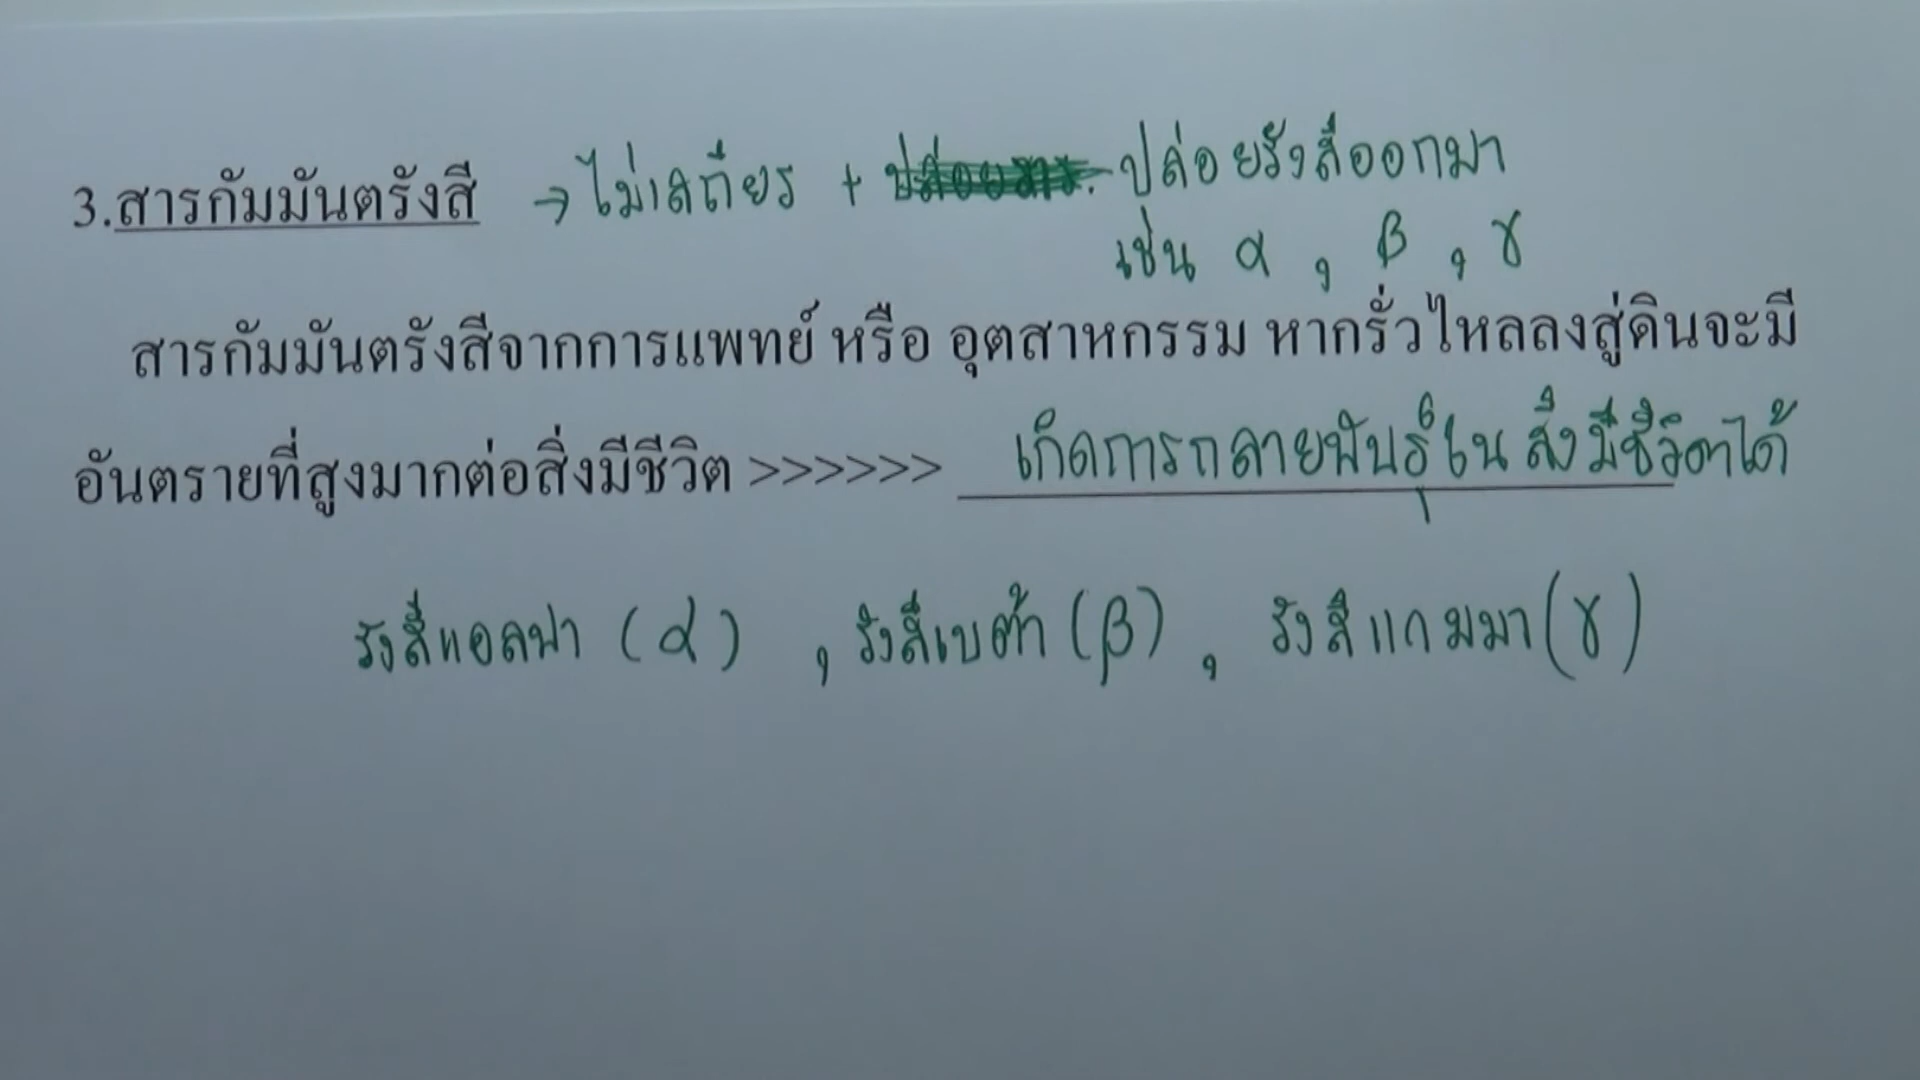 3.สารกัมมันตรังสี → ไม่เสถียร + ปล่อยรังสีออกมา
เช่น α , β , γ
สารกัมมันตรังสีจากการแพทย์ หรือ อุตสาหกรรม หากรั่วไหลลงสู่ดินจะมี
อันตรายที่สูงมากต่อสิ่งมีชีวิต >>>>>> เกิดการกลายพันธุ์ใน สิ่งมีชีวิตได้
รังสีแอลฟา (α) , รังสีเบต้า (β) , รังสีแกมมา (γ)